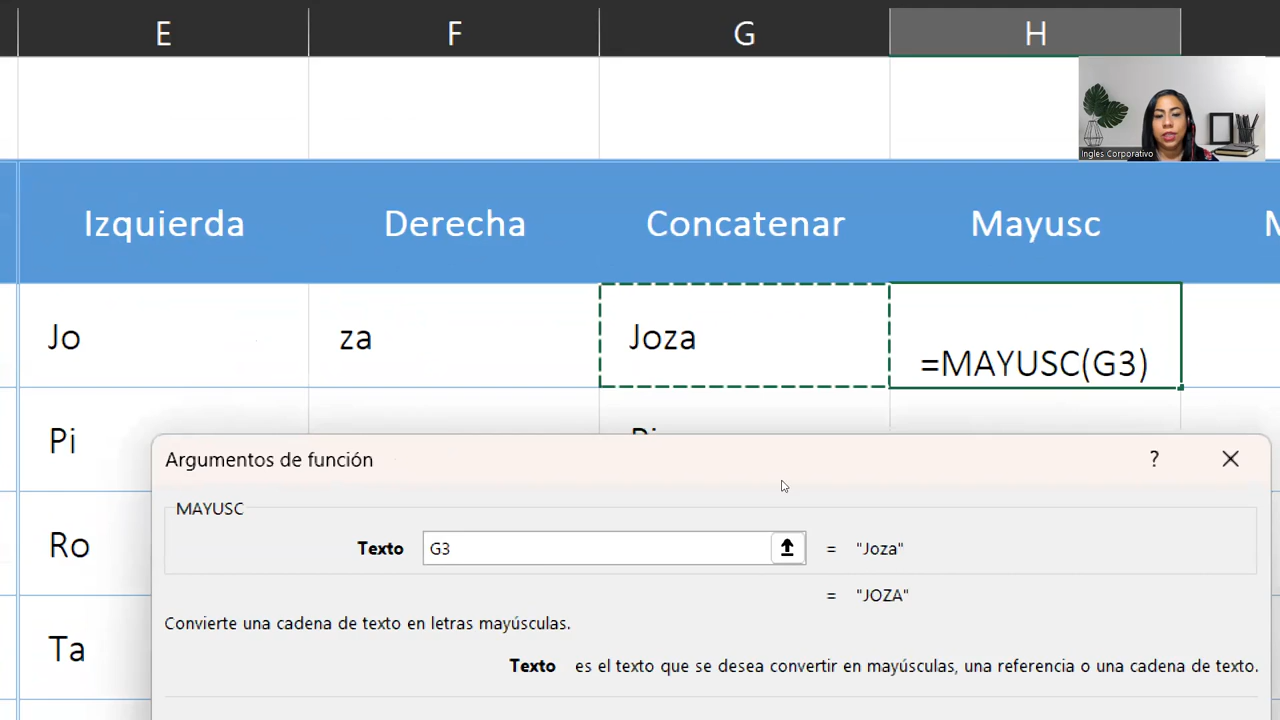 E F G H
Ingles Corporativo
Izquierda Derecha Concatenar Mayusc
Jo za Joza =MAYUSC(G3)
Pi
Argumentos de función ? ✕
MAYUSC
Ro Texto G3 = "Joza"
= "JOZA"
Convierte una cadena de texto en letras mayúsculas.
Ta Texto es el texto que se desea convertir en mayúsculas, una referencia o una cadena de texto.